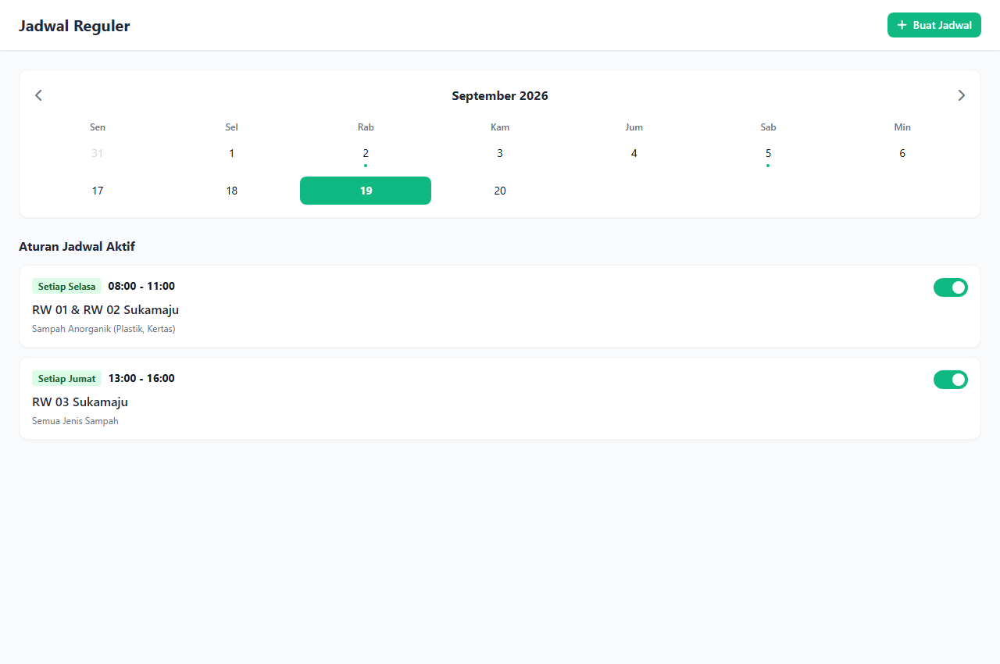 Jadwal Reguler
Buat Jadwal
September 2026
Sen Sel Rab Kam Jum Sab Min
31 1 2 3 4 5 6
17 18 19 20
Aturan Jadwal Aktif
Setiap Selasa 08:00 - 11:00
RW 01 & RW 02 Sukamaju
Sampah Anorganik (Plastik, Kertas)
Setiap Jumat 13:00 - 16:00
RW 03 Sukamaju
Semua Jenis Sampah